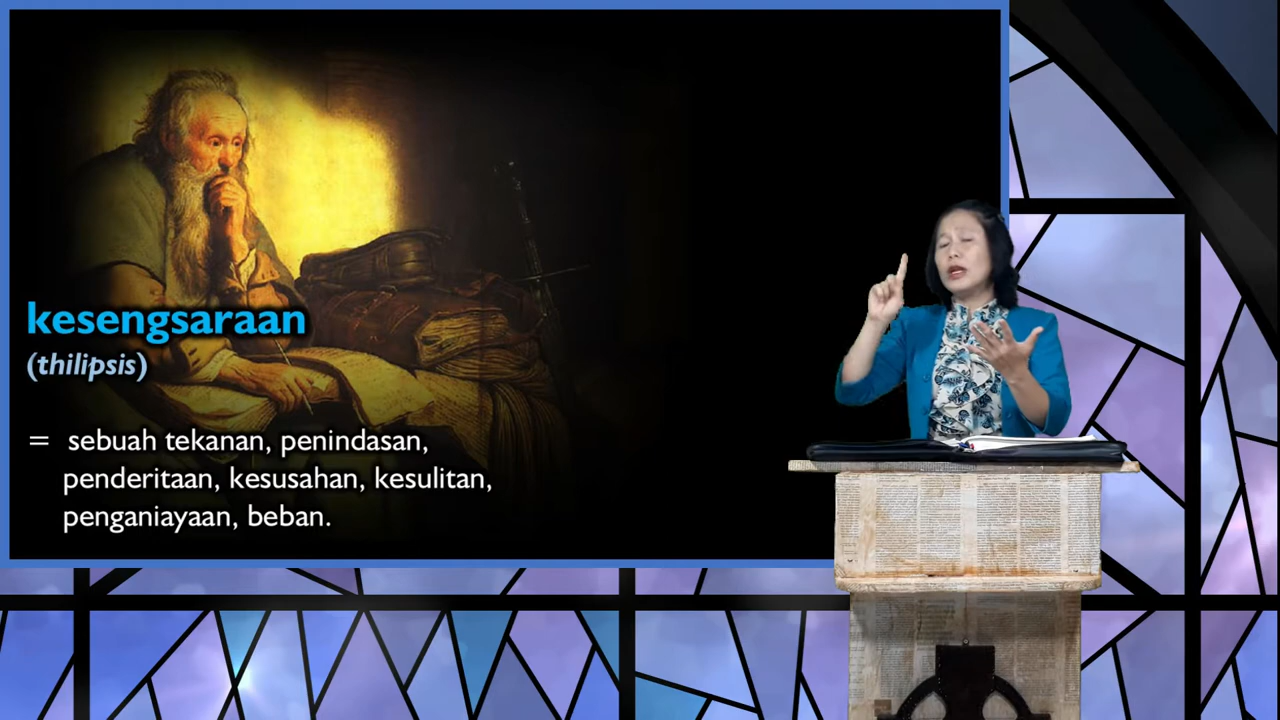 kesengsaraan
(thilipsis)
= sebuah tekanan, penindasan,
penderitaan, kesusahan, kesulitan,
penganiayaan, beban.